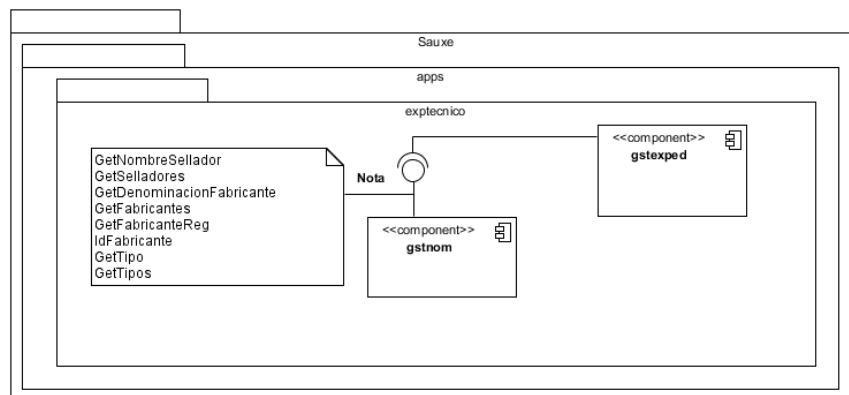 Sauxe
apps
exptecnico
<<component>>
gstexped
GetNombreSellador
GetSelladores
GetDenominacionFabricante
GetFabricantes
GetFabricanteReg
IdFabricante
GetTipo
GetTipos
Nota
<<component>>
gstnom